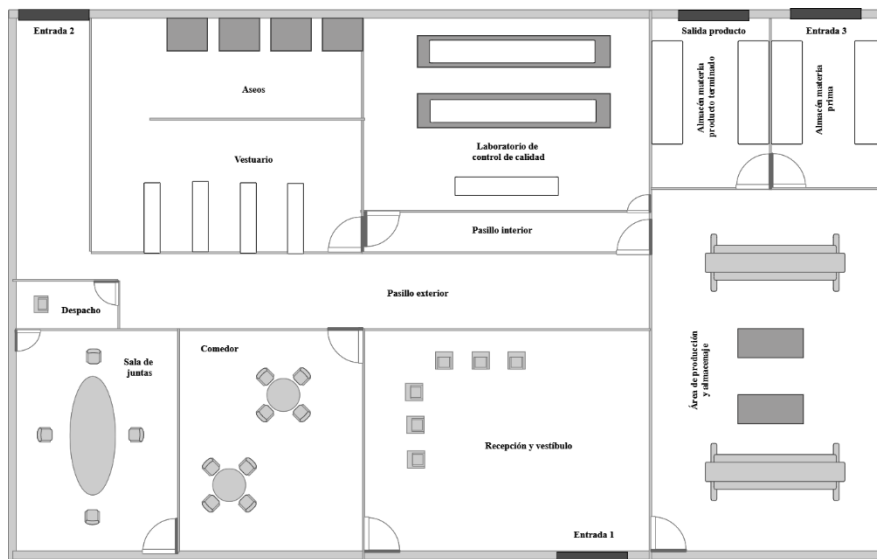 Entrada 2
Salida producto
Entrada 3
Aseos
Almacén materia
producto terminado
Almacén materia
prima
Laboratorio de
control de calidad
Vestuario
Pasillo interior
Pasillo exterior
Despacho
Sala de
juntas
Comedor
Área de producción
y almacemaje
Recepción y vestíbulo
Entrada 1